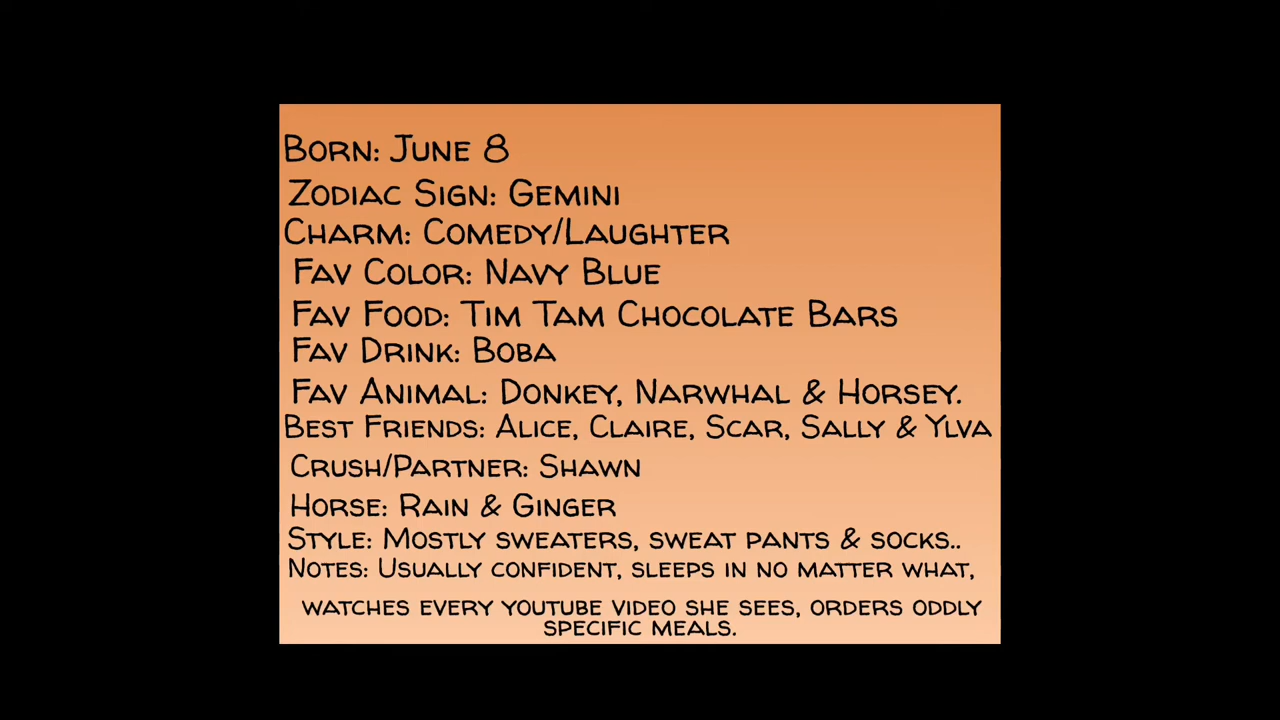 Born: June 8
Zodiac Sign: Gemini
Charm: Comedy/Laughter
Fav Color: Navy Blue
Fav Food: Tim Tam Chocolate Bars
Fav Drink: Boba
Fav Animal: Donkey, Narwhal & Horsey.
Best Friends: Alice, Claire, Scar, Sally & Ylva
Crush/Partner: Shawn
Horse: Rain & Ginger
Style: Mostly sweaters, sweat pants & socks..
Notes: Usually confident, sleeps in no matter what,
watches every youtube video she sees, orders oddly
specific meals.